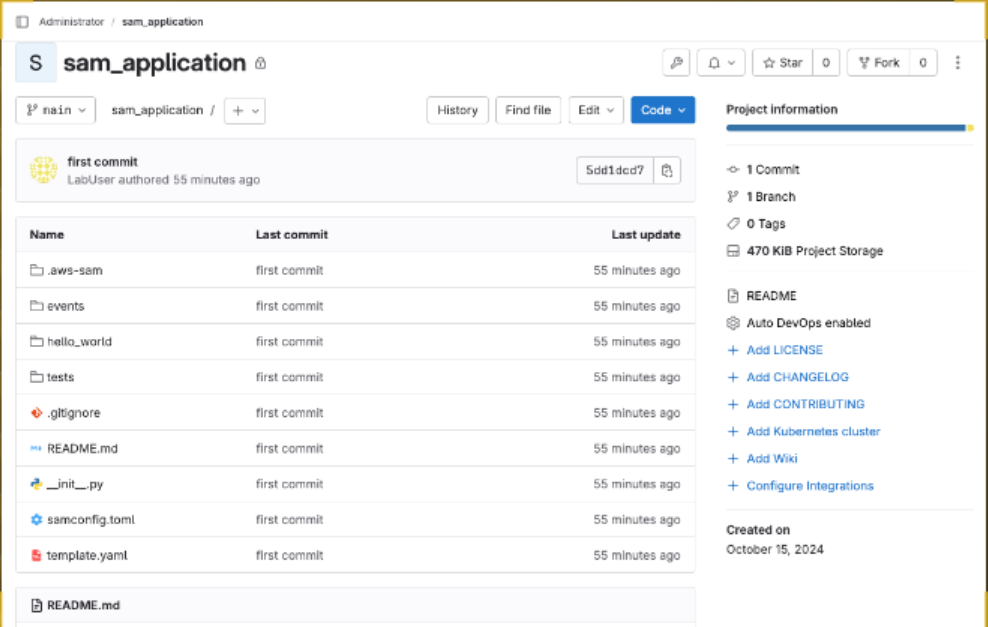 Administrator / sam_application
S sam_application
Star 0 Fork 0
main sam_application / +
History Find file Edit Code
first commit
LabUser authored 55 minutes ago
5dd1dcd7
Name Last commit Last update
.aws-sam first commit 55 minutes ago
events first commit 55 minutes ago
hello_world first commit 55 minutes ago
tests first commit 55 minutes ago
.gitignore first commit 55 minutes ago
README.md first commit 55 minutes ago
__init__.py first commit 55 minutes ago
samconfig.toml first commit 55 minutes ago
template.yaml first commit 55 minutes ago
README.md
Project information
1 Commit
1 Branch
0 Tags
470 KiB Project Storage
README
Auto DevOps enabled
+ Add LICENSE
+ Add CHANGELOG
+ Add CONTRIBUTING
+ Add Kubernetes cluster
+ Add Wiki
+ Configure Integrations
Created on
October 15, 2024